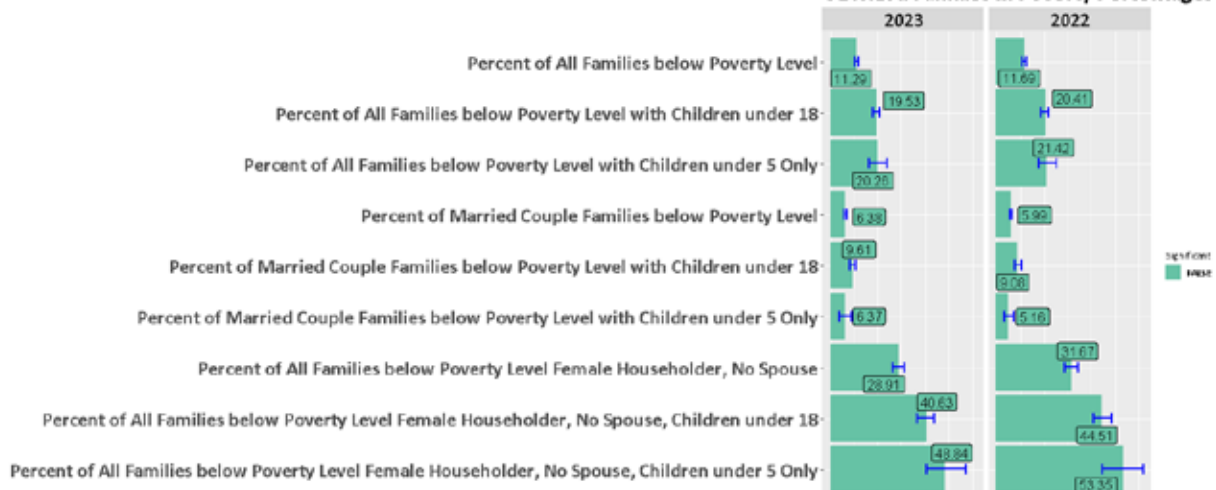 2023 2022
Percent of All Families below Poverty Level 11.29 11.69
Percent of All Families below Poverty Level with Children under 18 19.53 20.41
Percent of All Families below Poverty Level with Children under 5 Only 20.26 21.42
Percent of Married Couple Families below Poverty Level 6.38 5.99
Percent of Married Couple Families below Poverty Level with Children under 18 9.61 9.08
Percent of Married Couple Families below Poverty Level with Children under 5 Only 6.37 5.16
Percent of All Families below Poverty Level Female Householder, No Spouse 28.91 31.67
Percent of All Families below Poverty Level Female Householder, No Spouse, Children under 18 40.63 44.51
Percent of All Families below Poverty Level Female Householder, No Spouse, Children under 5 Only 48.84 53.35
Significant
FALSE